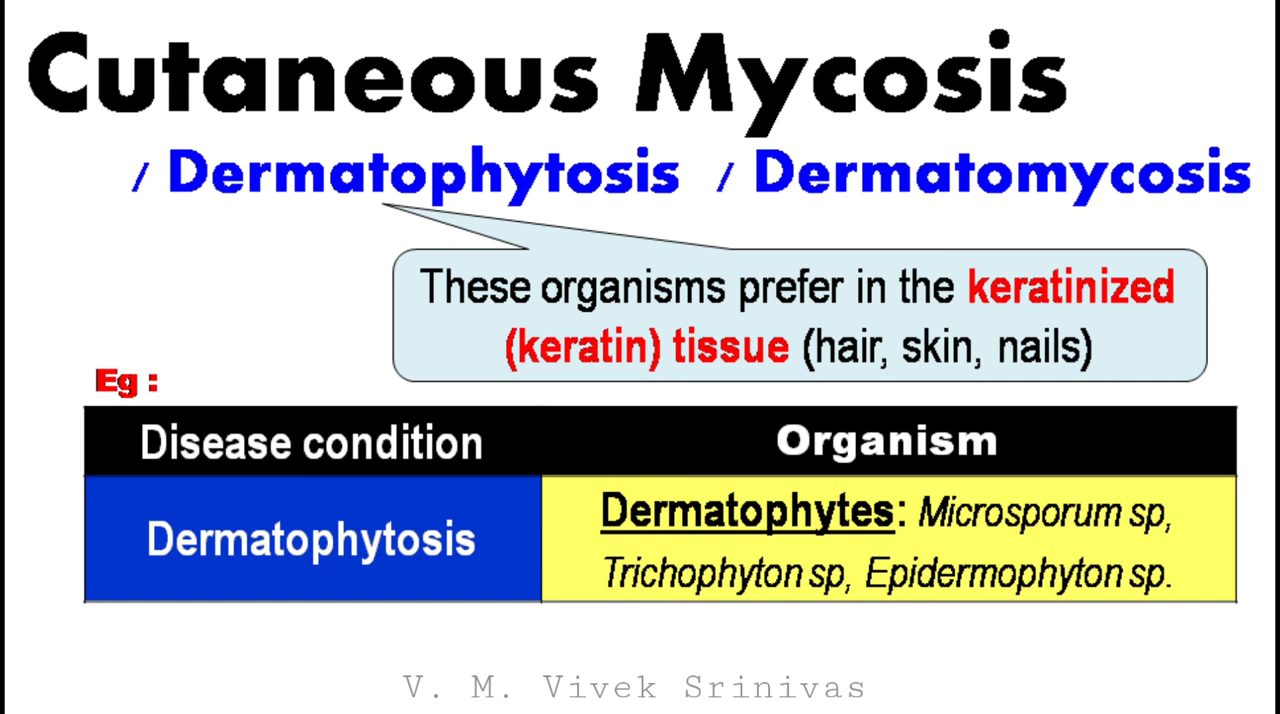 Cutaneous Mycosis
/ Dermatophytosis / Dermatomycosis
These organisms prefer in the keratinized
(keratin) tissue (hair, skin, nails)
Eg :
Disease condition Organism
Dermatophytosis
Dermatophytes: Microsporum sp,
Trichophyton sp, Epidermophyton sp.
V. M. Vivek Srinivas